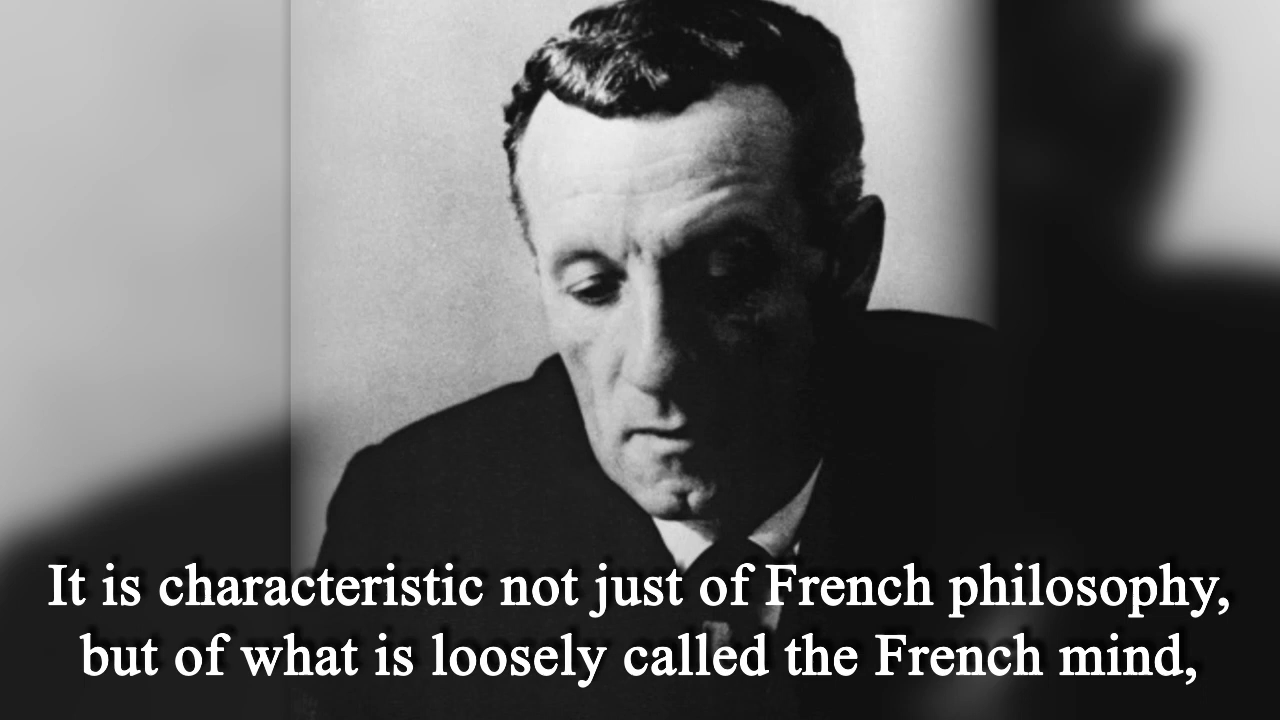 It is characteristic not just of French philosophy,
but of what is loosely called the French mind,